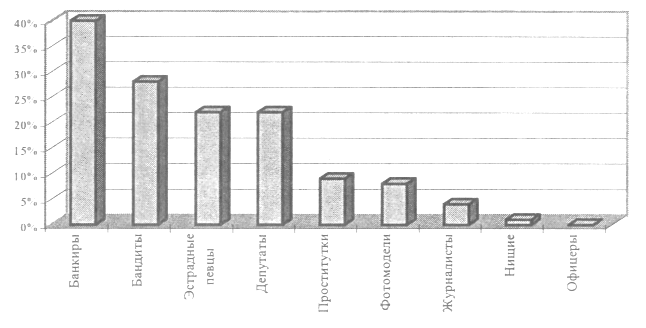 40%
35%
30%
25%
20%
15%
10%
5%
0%
Банкиры
Бандиты
Эстрадные
певцы
Депутаты
Проститутки
Фотомодели
Журналисты
Нищие
Офицеры